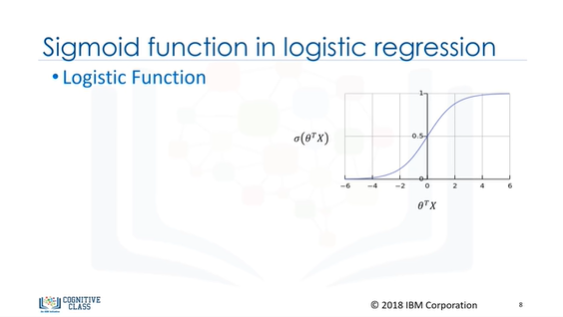 Sigmoid function in logistic regression
• Logistic Function
σ(θᵀX)
1
0.5
0
-6 -4 -2 0 2 4 6
θᵀX
COGNITIVE
CLASS
© 2018 IBM Corporation
8